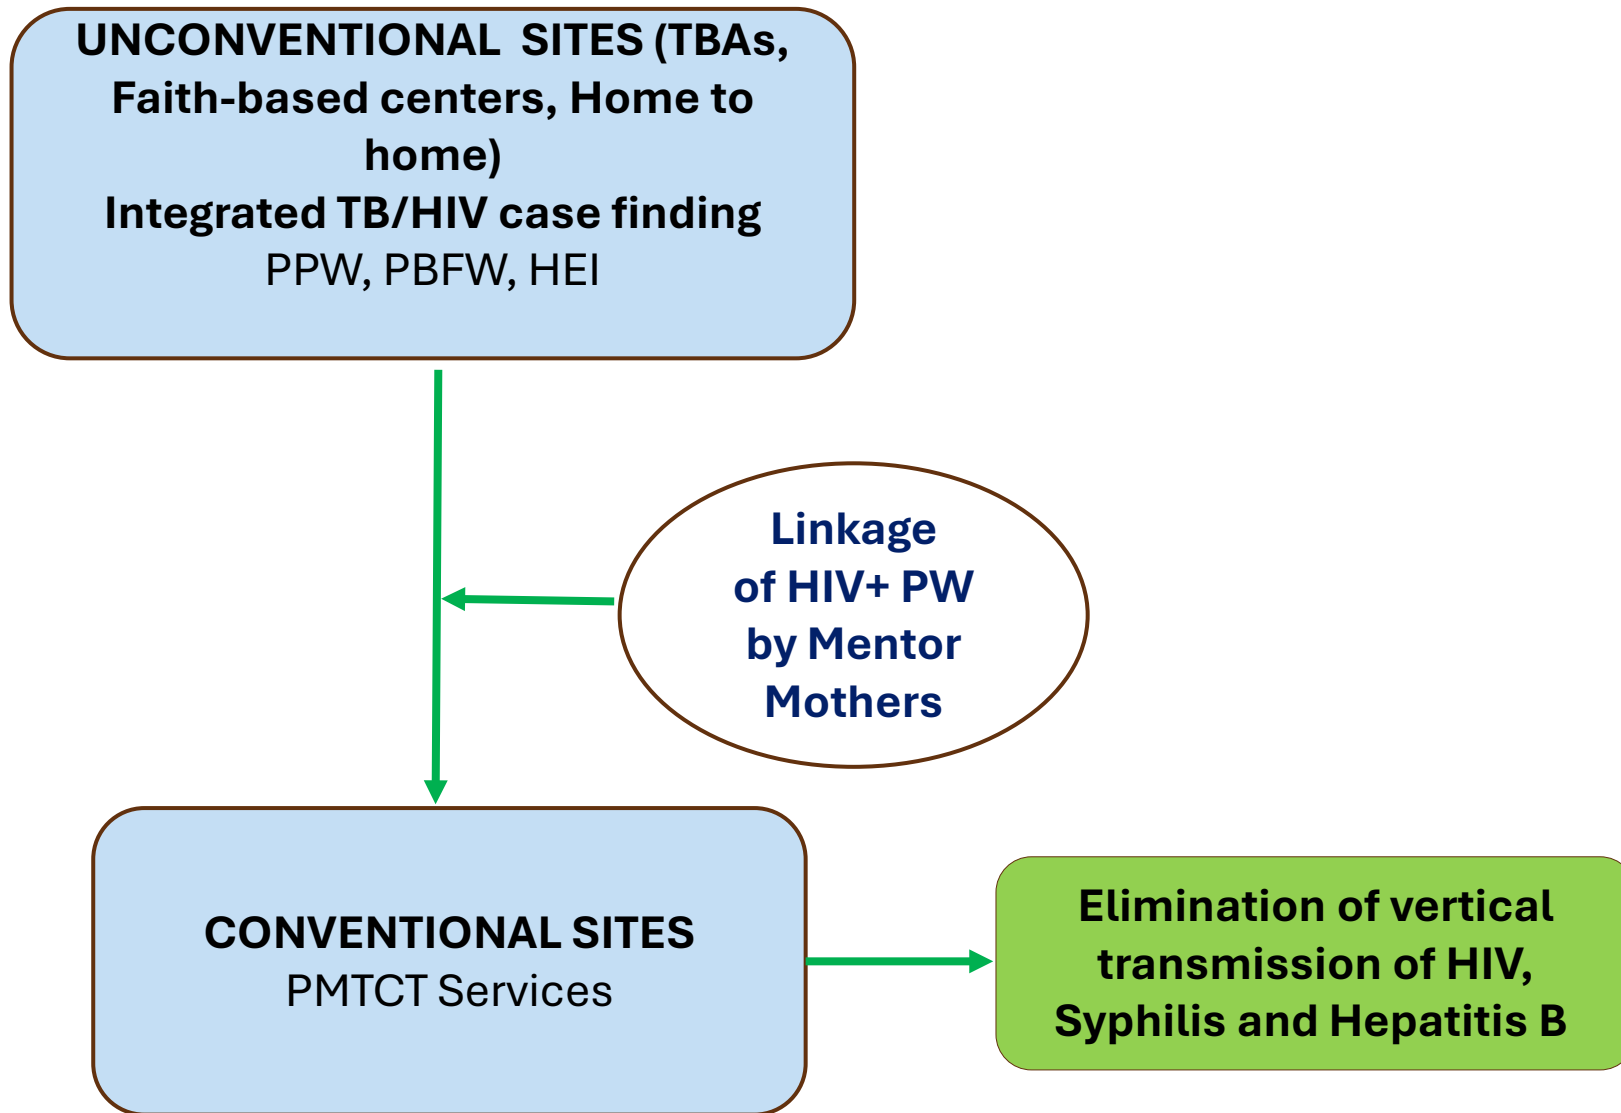 UNCONVENTIONAL  SITES (TBAs,
Faith-based centers, Home to
home)
Integrated TB/HIV case finding
PPW, PBFW, HEI
Linkage
of HIV+ PW
by Mentor
Mothers
CONVENTIONAL SITES
PMTCT Services
Elimination of vertical
transmission of HIV,
Syphilis and Hepatitis B